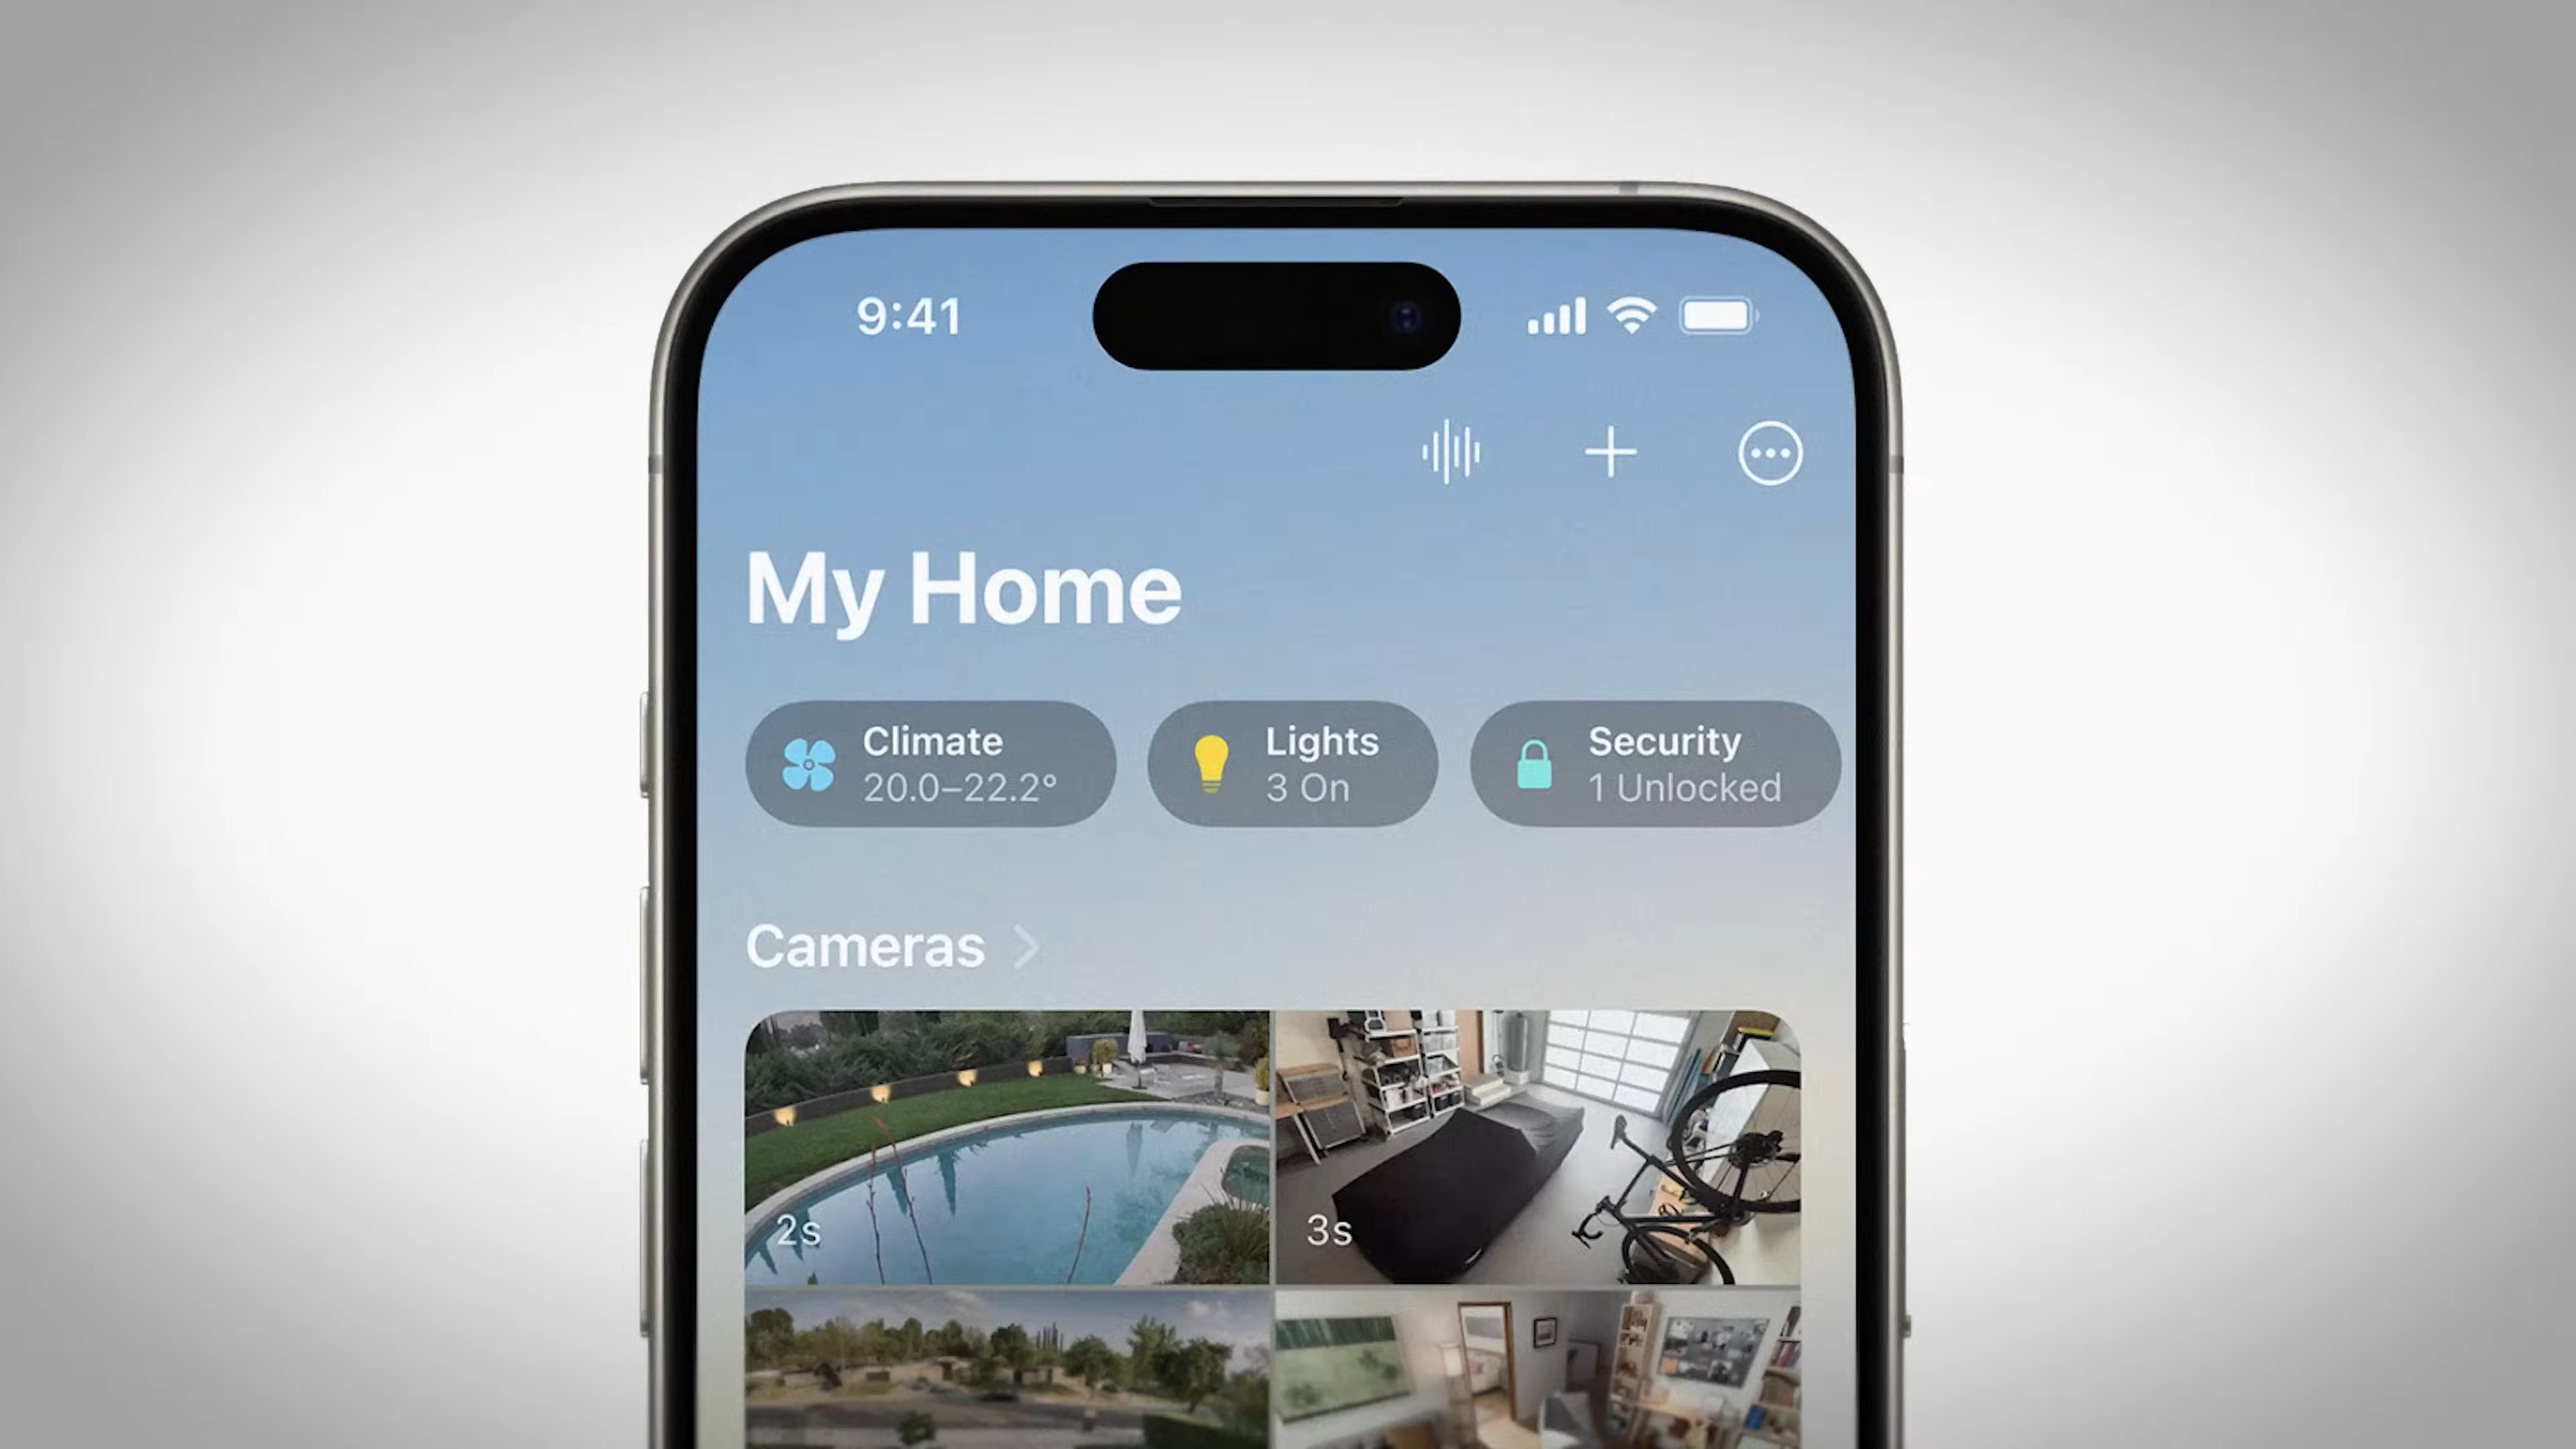 9:41
My Home
Climate
20.0–22.2°
Lights
3 On
Security
1 Unlocked
Cameras
2s
3s